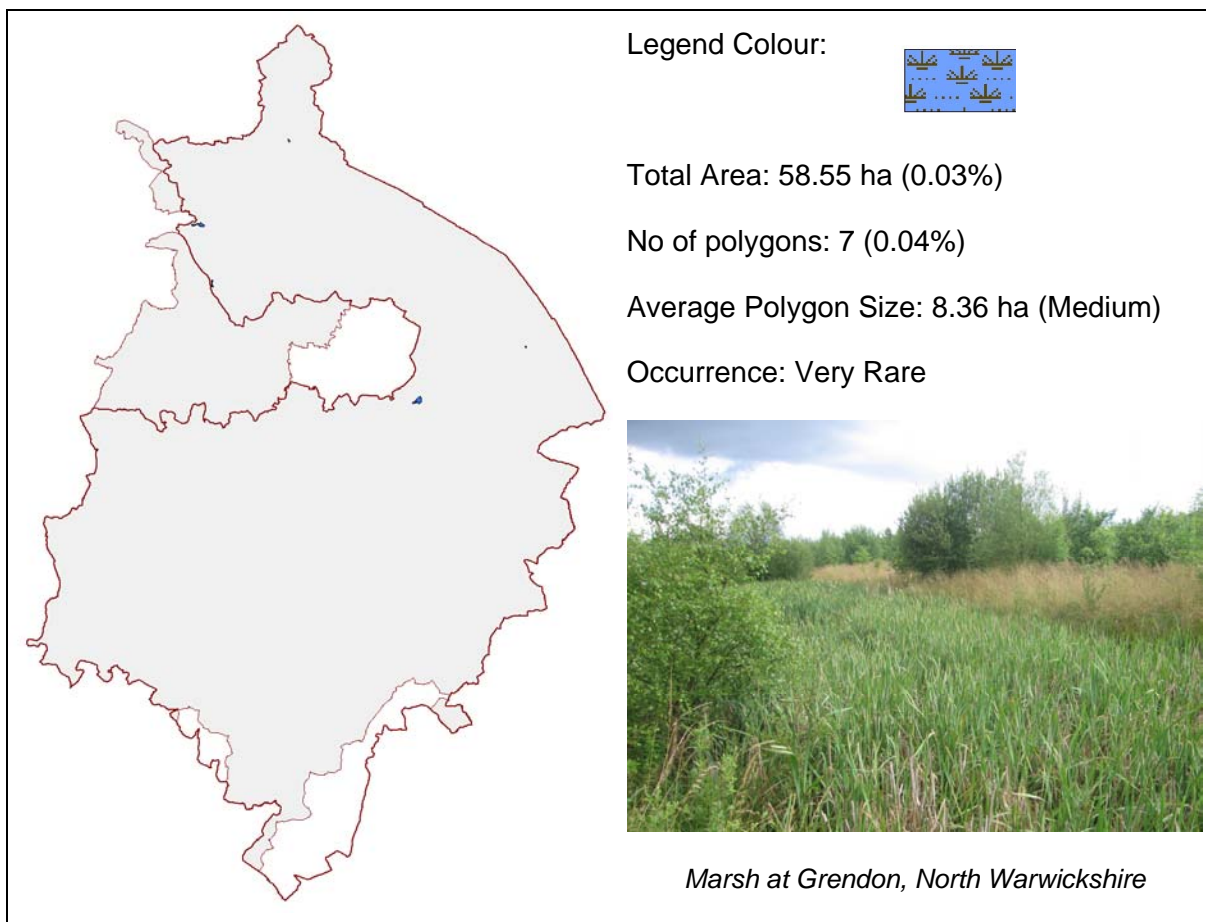 Legend Colour:
Total Area: 58.55 ha (0.03%)
No of polygons: 7 (0.04%)
Average Polygon Size: 8.36 ha (Medium)
Occurrence: Very Rare
Marsh at Grendon, North Warwickshire